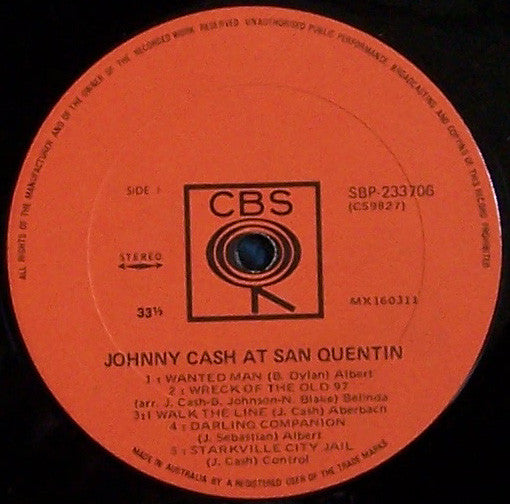 ALL RIGHTS OF THE MANUFACTURER AND OF THE OWNER OF THE RECORDED WORK RESERVED UNAUTHORISED PUBLIC PERFORMANCE, BROADCASTING AND COPYING OF THIS RECORD PROHIBITED
SIDE 1
CBS
SBP-233706
(CS9827)
STEREO
33⅓
MX160311
JOHNNY CASH AT SAN QUENTIN
1 : WANTED MAN (B. Dylan) Albert
2 : WRECK OF THE OLD 97
(arr. J. Cash-B. Johnson-N. Blake) Belinda
3 : I WALK THE LINE (J. Cash) Aberbach
4 : DARLING COMPANION
(J. Sebastian) Albert
5 : STARKVILLE CITY JAIL
(J. Cash) Control
MADE IN AUSTRALIA BY A REGISTERED USER OF THE TRADE MARKS